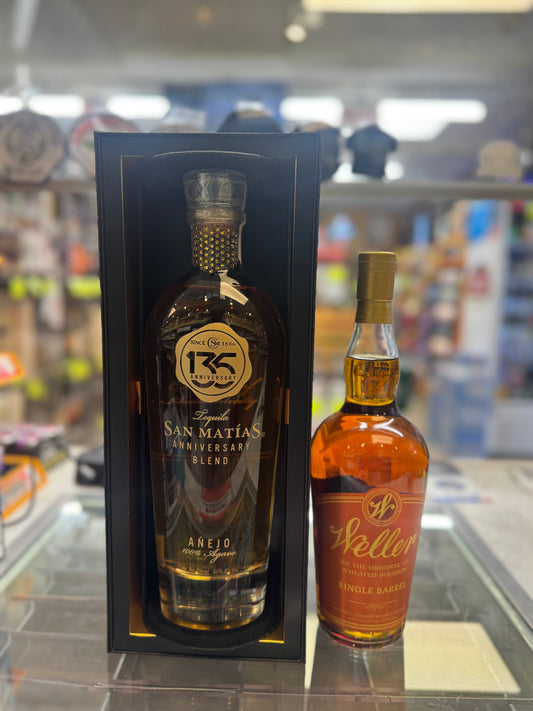 SINCE SM 1886
135
ANNIVERSARY
Tequila
SAN MATÍAS
ANNIVERSARY
BLEND
AÑEJO
100% Agave
W
Weller
THE ORIGINAL
WHEATED BOURBON
SINGLE BARREL